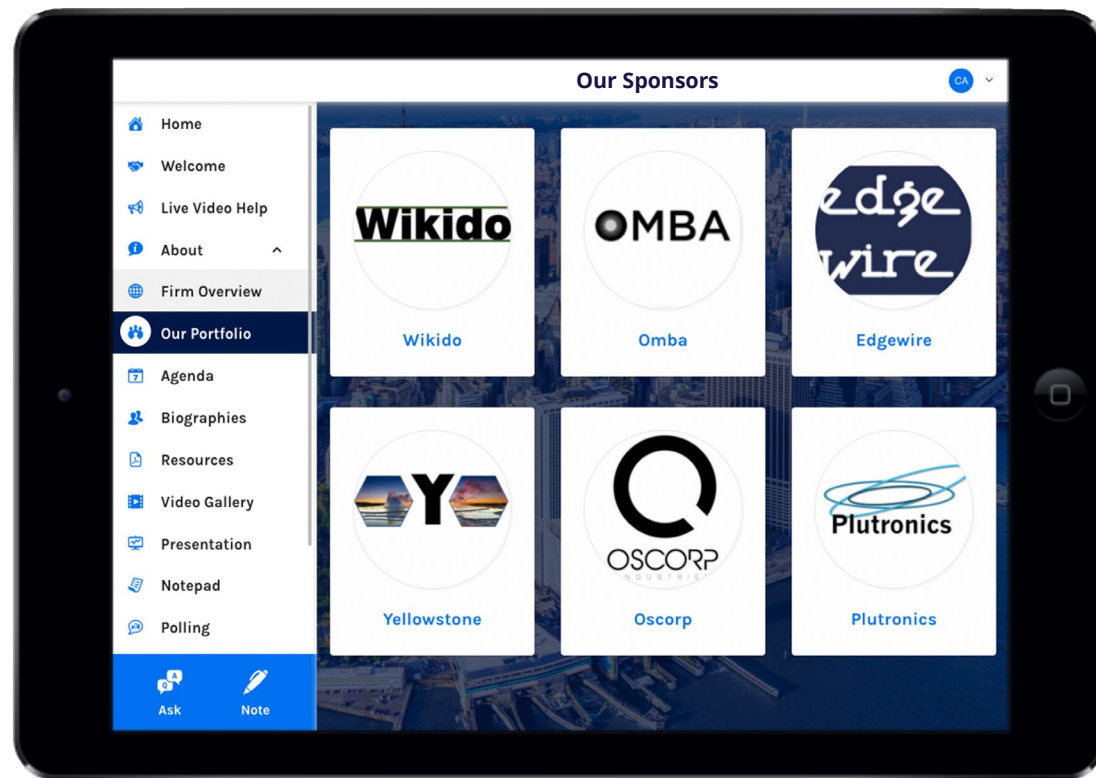 Our Sponsors
CA
Home
Welcome
Live Video Help
About
Firm Overview
Our Portfolio
7
Agenda
Biographies
Resources
Video Gallery
Presentation
Notepad
Polling
Q A
Ask
Note
Wikido
Wikido
OMBA
Omba
edge
wire
Edgewire
Y
Yellowstone
OSCORP
Oscorp
Plutronics
Plutronics